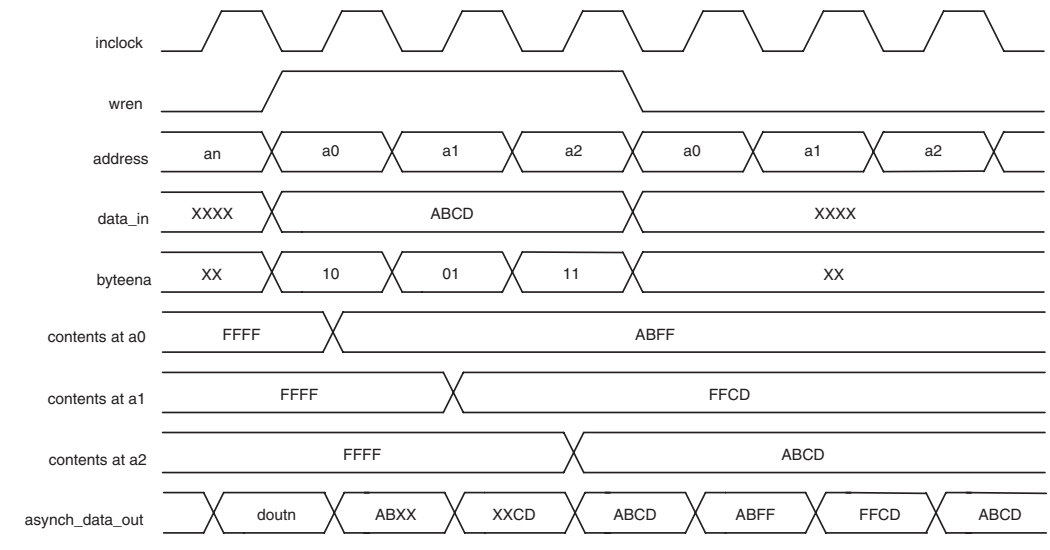 inclock
wren
address an a0 a1 a2 a0 a1 a2
data_in XXXX ABCD XXXX
byteena XX 10 01 11 XX
contents at a0 FFFF ABFF
contents at a1 FFFF FFCD
contents at a2 FFFF ABCD
asynch_data_out doutn ABXX XXCD ABCD ABFF FFCD ABCD